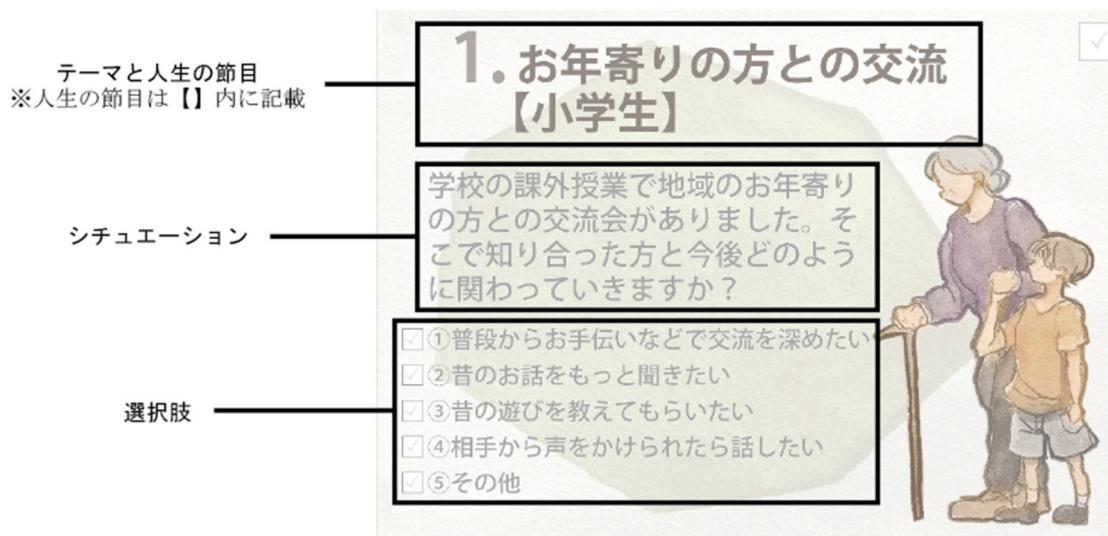 テーマと人生の節目
※人生の節目は【】内に記載
1. お年寄りの方との交流
【小学生】
シチュエーション
学校の課外授業で地域のお年寄り
の方との交流会がありました。そ
こで知り合った方と今後どのよう
に関わっていきますか？
選択肢
①普段からお手伝いなどで交流を深めたい
②昔のお話をもっと聞きたい
③昔の遊びを教えてもらいたい
④相手から声をかけられたら話したい
⑤その他